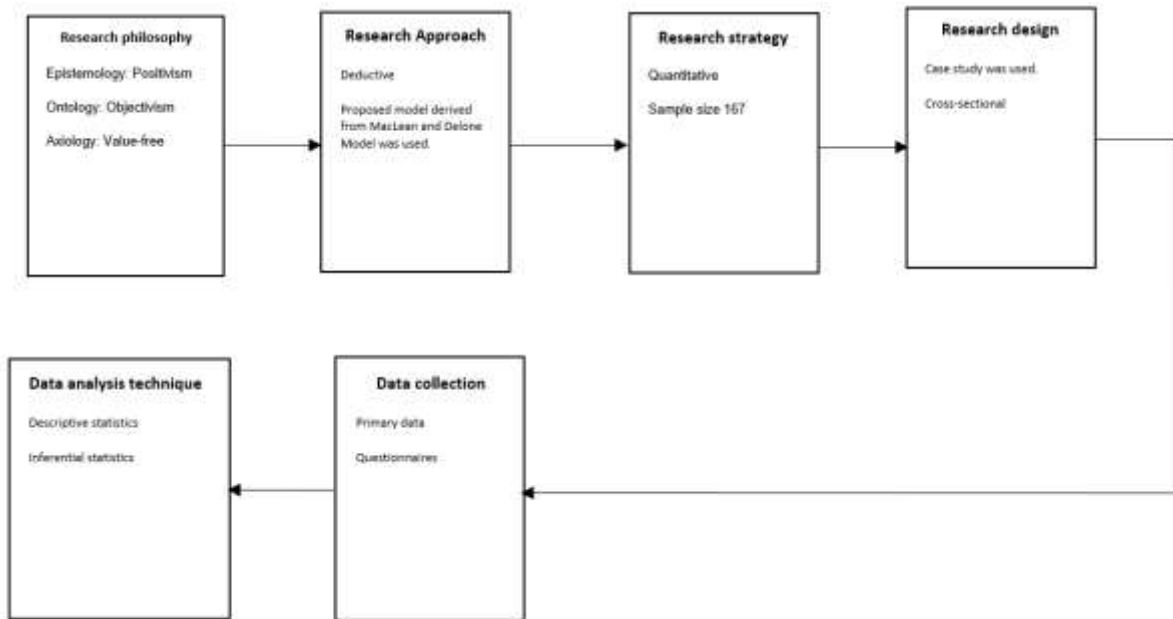 Research philosophy
Epistemology: Positivism
Ontology: Objectivism
Axiology: Value-free
Research Approach
Deductive
Proposed model derived
from MacLean and Delone
Model was used.
Research strategy
Quantitative
Sample size 167
Research design
Case study was used.
Cross-sectional
Data analysis technique
Descriptive statistics
Inferential statistics
Data collection
Primary data
Questionnaires